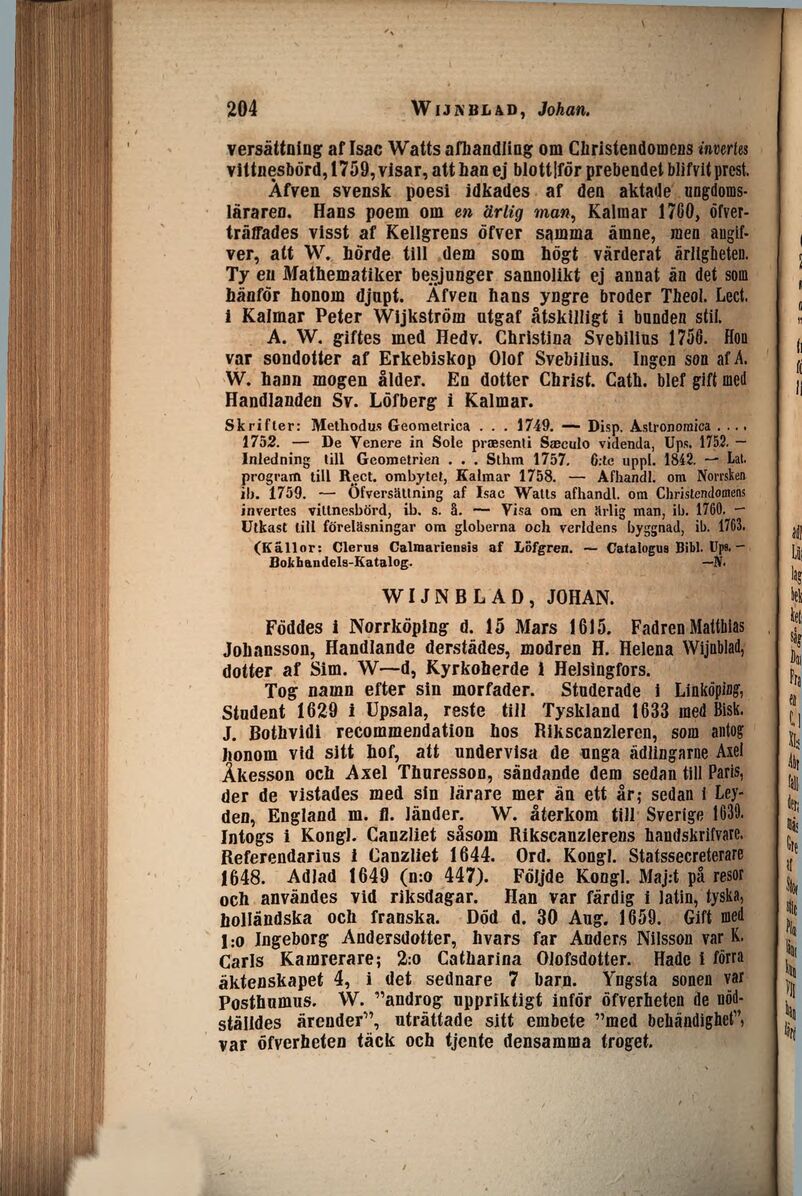 204 WIJNBLAD, Johan.
versättning af Isac Watts afhandling om Christendomens invertes
vittnesbörd, 1759, visar, att han ej blott för prebendet blifvit prest.
Äfven svensk poesi idkades af den aktade ungdoms-
läraren. Hans poem om en ärlig man, Kalmar 1760, öfver-
träffades visst af Kellgrens öfver samma ämne, men angif-
ver, att W. hörde till dem som högt värderat ärligheten.
Ty en Mathematiker besjunger sannolikt ej annat än det som
hänför honom djupt. Äfven hans yngre broder Theol. Lect.
i Kalmar Peter Wijkström utgaf åtskilligt i bunden stil.
A. W. giftes med Hedv. Christina Svebilius 1756. Hon
var sondotter af Erkebiskop Olof Svebilius. Ingen son af A.
W. hann mogen ålder. En dotter Christ. Cath. blef gift med
Handlanden Sv. Löfberg i Kalmar.
Skrifter: Methodus Geometrica . . . 1749. — Disp. Astronomica . . . .
1752. — De Venere in Sole præsenti Sæculo videnda, Ups. 1752. —
Inledning till Geometrien . . . Sthm 1757. 6:te uppl. 1842. — Lat.
program till Rect. ombytet, Kalmar 1758. — Afhandl. om Norrsken
ib. 1759. — Öfversättning af Isac Watts afhandl. om Christendomens
invertes vittnesbörd, ib. s. å. — Visa om en ärlig man, ib. 1760. —
Utkast till föreläsningar om globerna och verldens byggnad, ib. 1763.
(Källor: Clerus Calmariensis af Löfgren. — Catalogus Bibl. Ups. —
Bokhandels-Katalog. —N.
WIJNBLAD, JOHAN.
Föddes i Norrköping d. 15 Mars 1615. Fadren Matthias
Johansson, Handlande derstädes, modren H. Helena Wijnblad,
dotter af Sim. W—d, Kyrkoherde i Helsingfors.
Tog namn efter sin morfader. Studerade i Linköping,
Student 1629 i Upsala, reste till Tyskland 1633 med Bisk.
J. Bothvidi recommendation hos Rikscanzleren, som antog
honom vid sitt hof, att undervisa de unga ädlingarne Axel
Åkesson och Axel Thuresson, sändande dem sedan till Paris,
der de vistades med sin lärare mer än ett år; sedan i Ley-
den, England m. fl. länder. W. återkom till Sverige 1639.
Intogs i Kongl. Canzliet såsom Rikscanzlerens handskrifvare.
Referendarius i Canzliet 1644. Ord. Kongl. Statssecreterare
1648. Adlad 1649 (n:o 447). Följde Kongl. Maj:t på resor
och användes vid riksdagar. Han var färdig i latin, tyska,
holländska och franska. Död d. 30 Aug. 1659. Gift med
1:o Ingeborg Andersdotter, hvars far Anders Nilsson var K.
Carls Kamrerare; 2:o Catharina Olofsdotter. Hade i förra
äktenskapet 4, i det sednare 7 barn. Yngsta sonen var
Posthumus. W. "androg uppriktigt inför öfverheten de nöd-
ställdes ärender", uträttade sitt embete "med behändighet",
var öfverheten täck och tjente densamma troget.